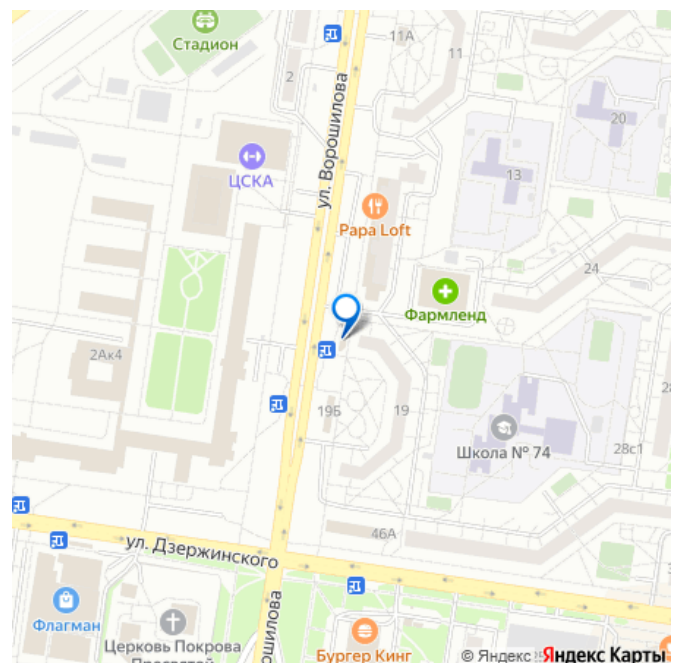 Стадион
11А
11
2
ул. Ворошилова
20
ЦСКА
13
Papa Loft
24
Фармленд
2Ак4
19Б
19
Школа № 74
28с1
46А
ул. Дзержинского
Флагман
Церковь Покрова
Бургер Кинг
© Яндекс
Яндекс Карты